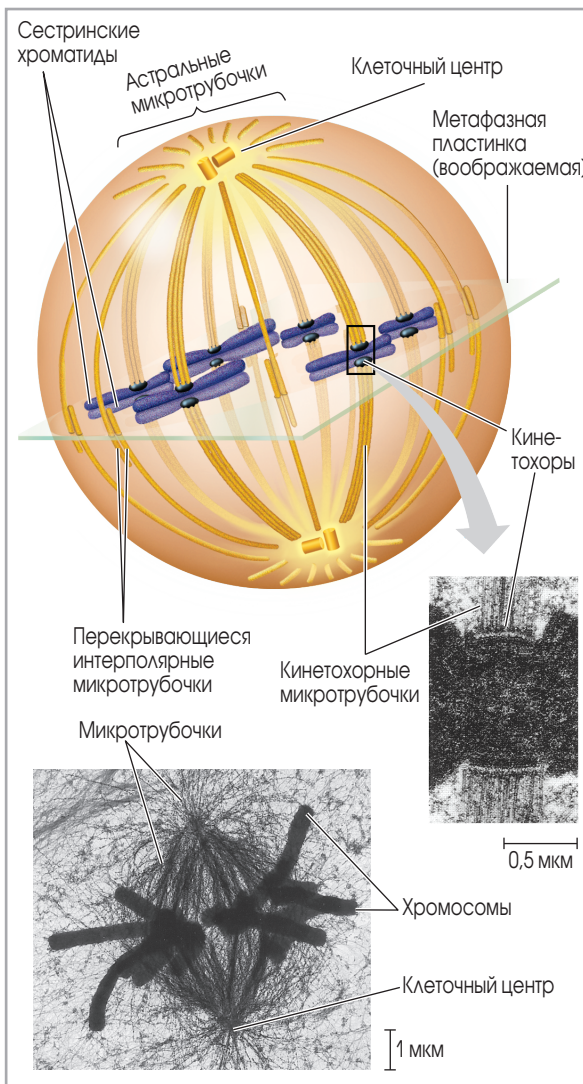 Сестринские
хроматиды
Астральные
микротрубочки
Клеточный центр
Метафазная
пластинка
(воображаемая)
Кине-
тохоры
Перекрывающиеся
интерполярные
микротрубочки
Кинетохорные
микротрубочки
Микротрубочки
0,5 мкм
Хромосомы
Клеточный центр
1 мкм